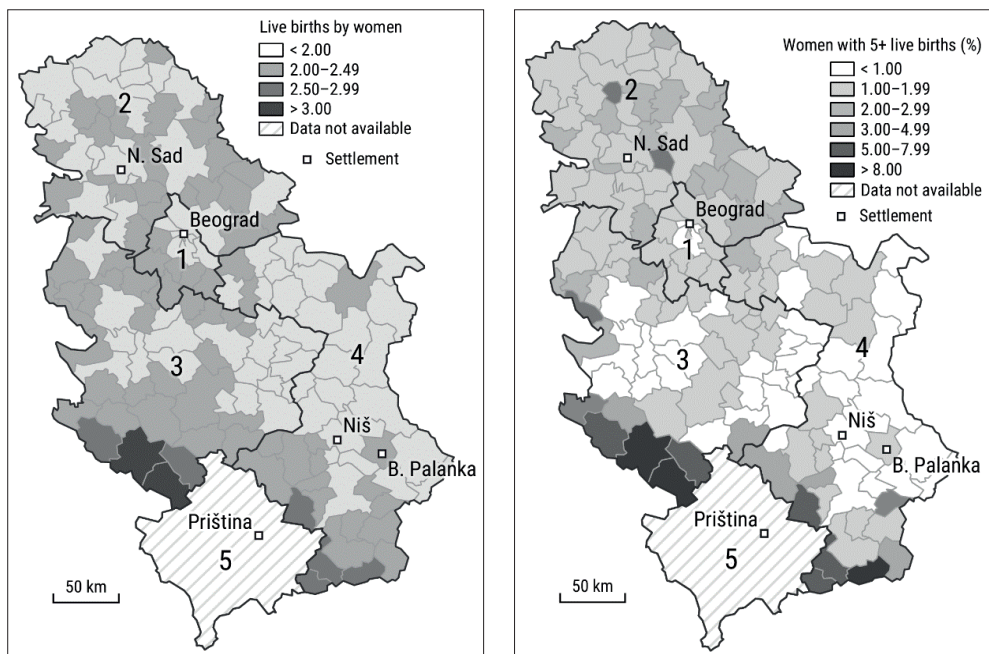 Live births by women
< 2.00
2.00–2.49
2.50–2.99
> 3.00
Data not available
Settlement
2
N. Sad
Beograd
1
3
4
Niš
B. Palanka
Priština
5
50 km
Women with 5+ live births (%)
< 1.00
1.00–1.99
2.00–2.99
3.00–4.99
5.00–7.99
> 8.00
Data not available
Settlement
2
N. Sad
Beograd
1
3
4
Niš
B. Palanka
Priština
5
50 km